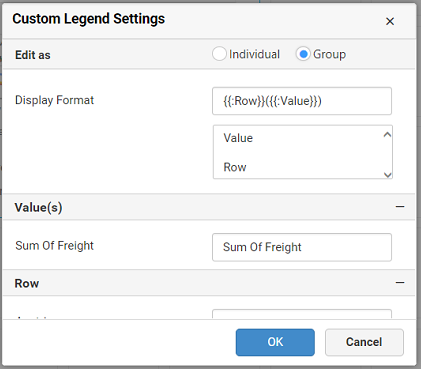 Custom Legend Settings ×
Edit as Individual Group
Display Format {{:Row}}({{:Value}})
Value
Row
Value(s) −
Sum Of Freight Sum Of Freight
Row −
OK Cancel